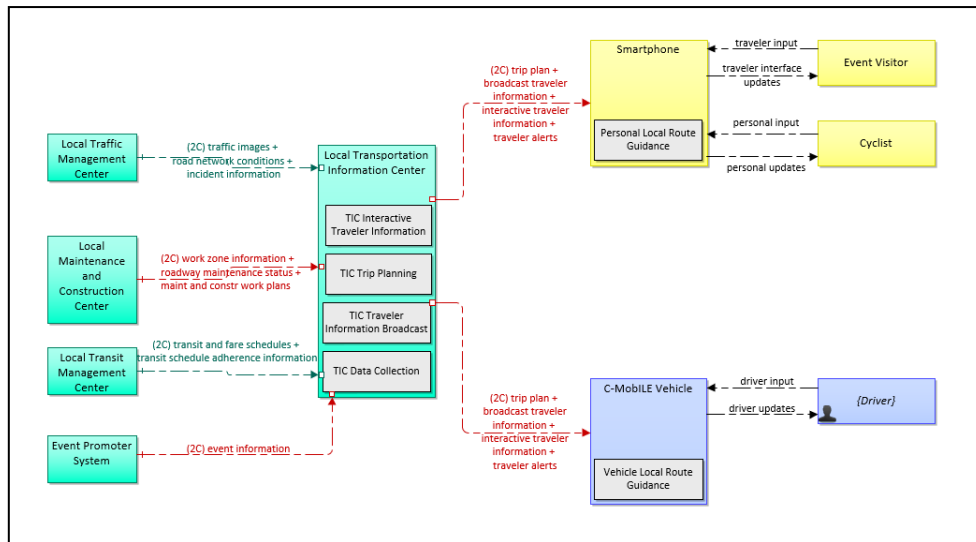 Local Traffic
Management
Center
(2C) traffic images +
road network conditions +
incident information
Local
Maintenance
and
Construction
Center
(2C) work zone information +
roadway maintenance status +
maint and constr work plans
Local Transit
Management
Center
(2C) transit and fare schedules +
transit schedule adherence information
Event Promoter
System
(2C) event information
Local Transportation
Information Center
TIC Interactive
Traveler Information
TIC Trip Planning
TIC Traveler
Information Broadcast
TIC Data Collection
(2C) trip plan +
broadcast traveler
information +
interactive traveler
information +
traveler alerts
Smartphone
Personal Local Route
Guidance
traveler input
traveler interface
updates
Event Visitor
personal input
personal updates
Cyclist
(2C) trip plan +
broadcast traveler
information +
interactive traveler
information +
traveler alerts
C-MobILE Vehicle
Vehicle Local Route
Guidance
driver input
driver updates
{Driver}